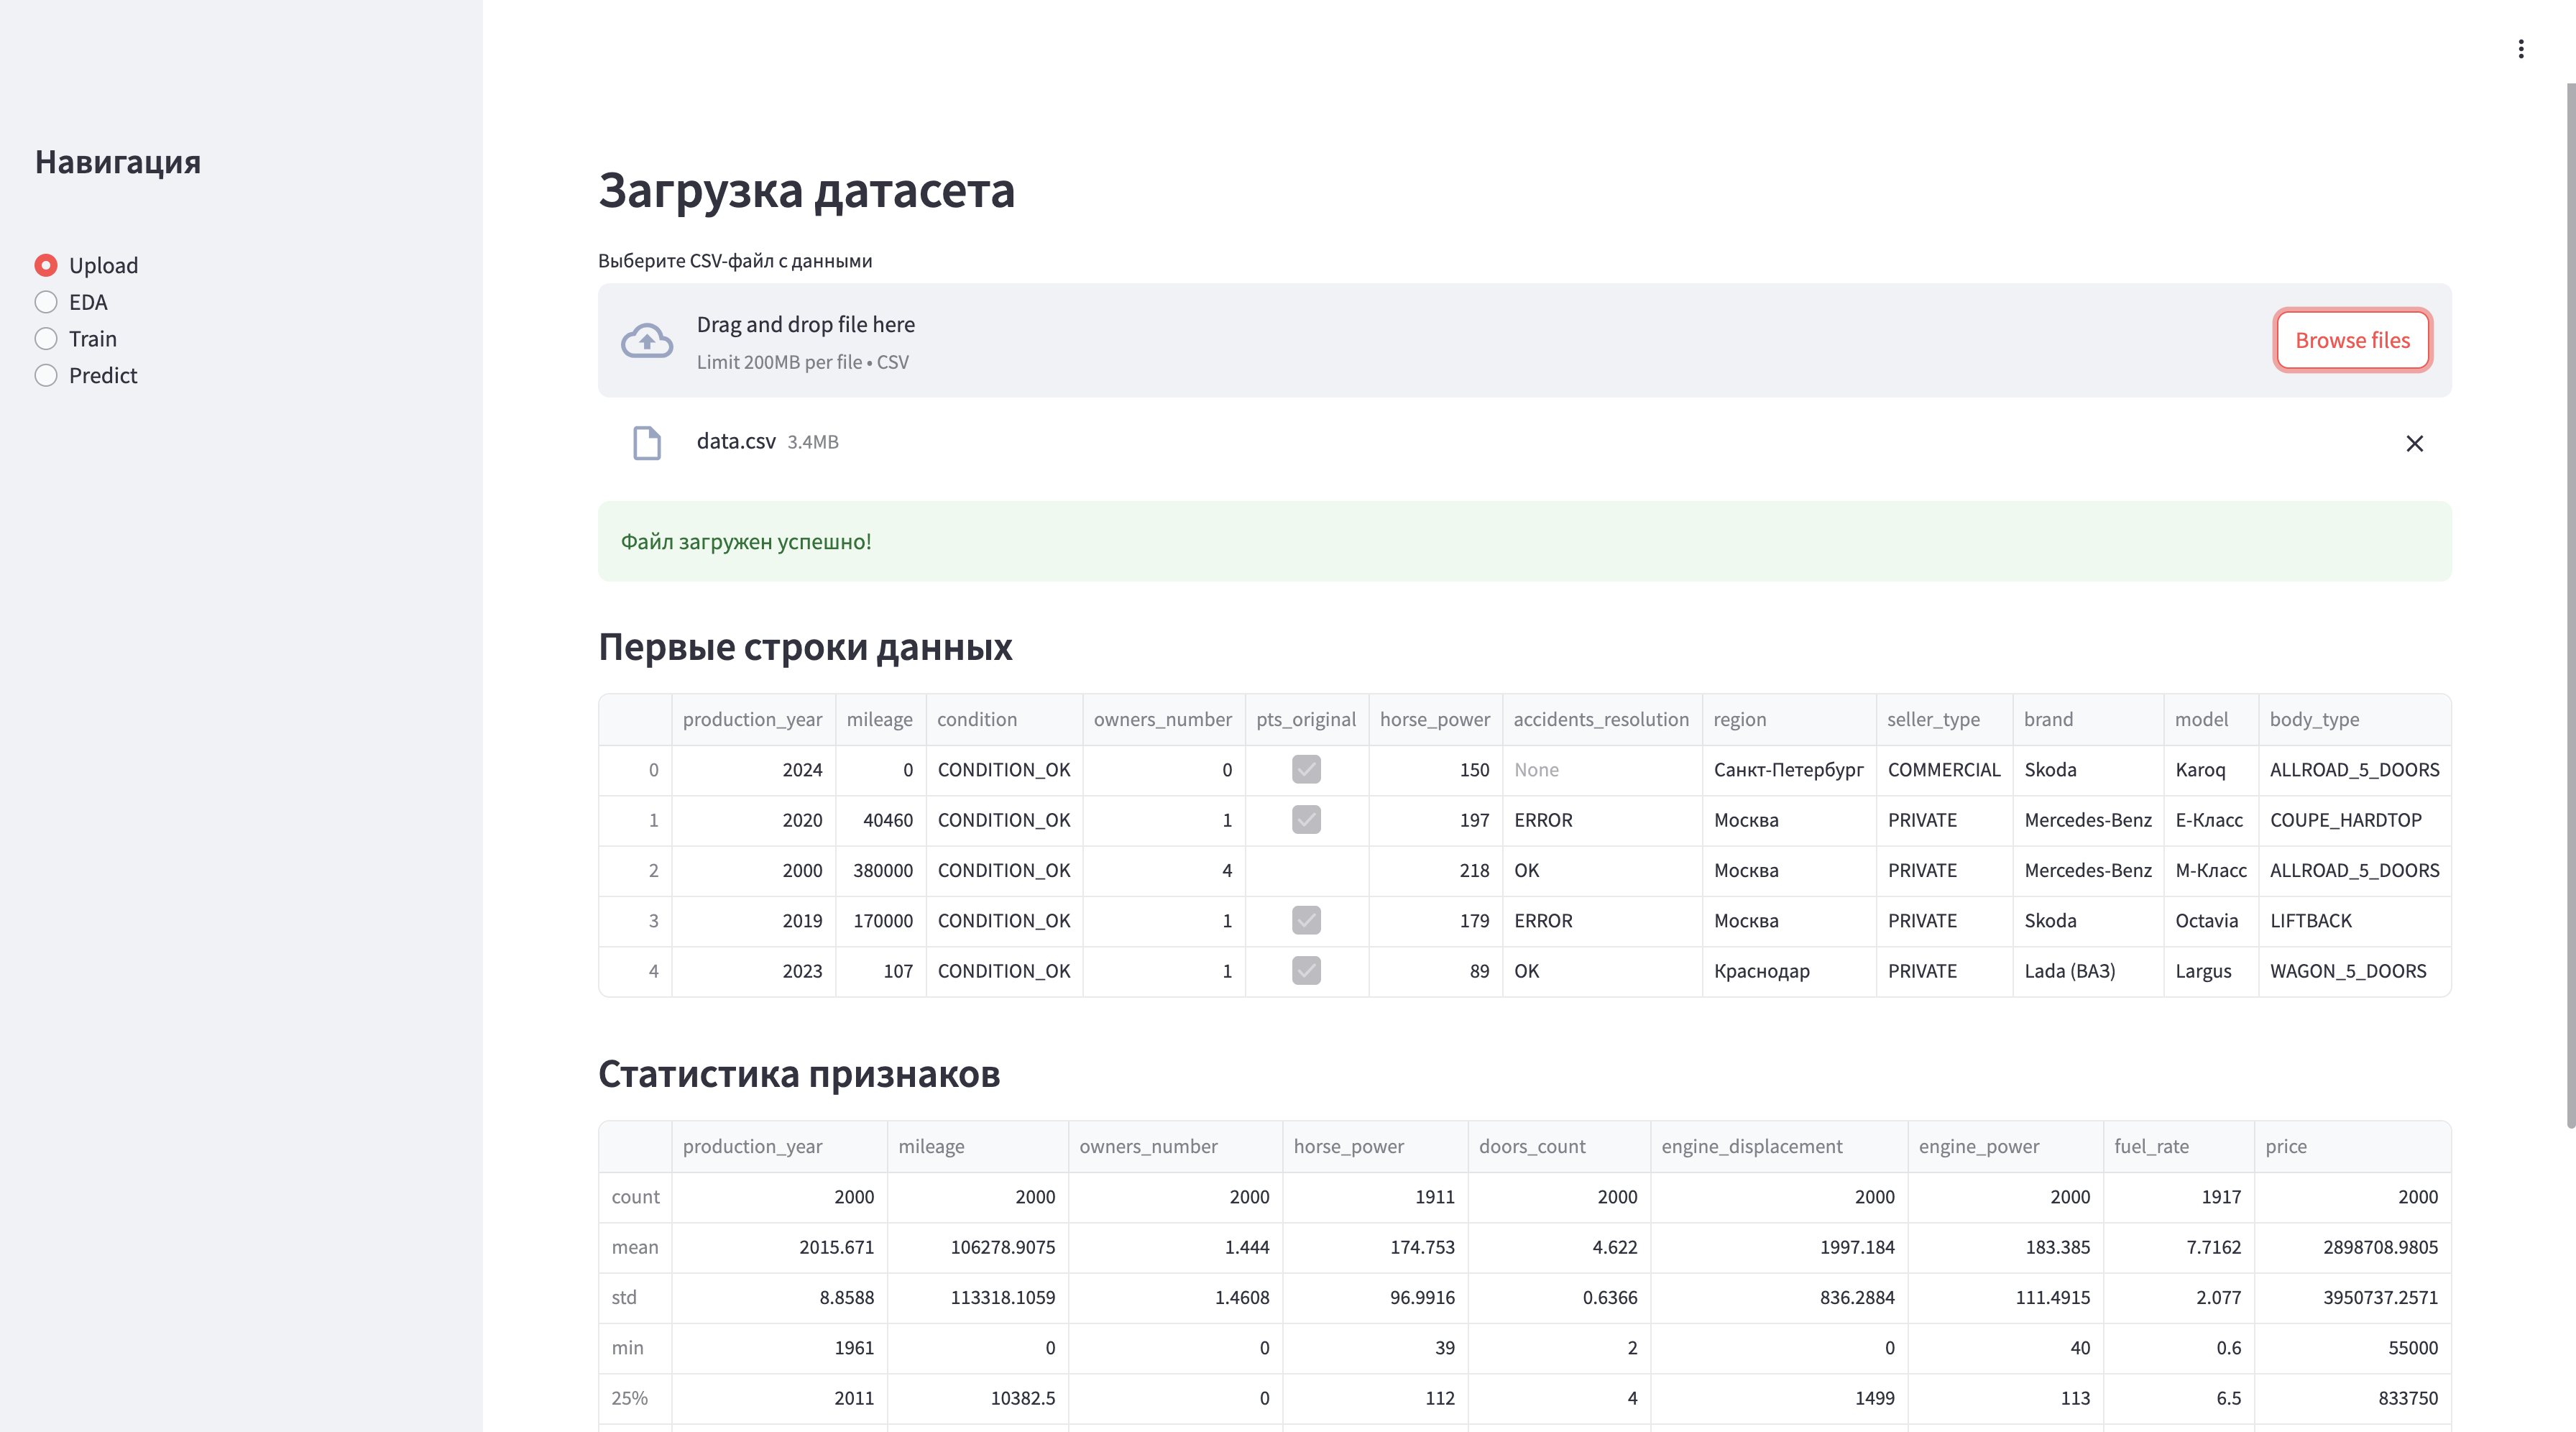 Навигация
Upload
EDA
Train
Predict
Загрузка датасета
Выберите CSV-файл с данными
Drag and drop file here
Limit 200MB per file • CSV
Browse files
data.csv 3.4MB
Файл загружен успешно!
Первые строки данных
production_year mileage condition owners_number pts_original horse_power accidents_resolution region seller_type brand model body_type
0 2024 0 CONDITION_OK 0 150 None Санкт-Петербург COMMERCIAL Skoda Karoq ALLROAD_5_DOORS
1 2020 40460 CONDITION_OK 1 197 ERROR Москва PRIVATE Mercedes-Benz E-Класс COUPE_HARDTOP
2 2000 380000 CONDITION_OK 4 218 OK Москва PRIVATE Mercedes-Benz M-Класс ALLROAD_5_DOORS
3 2019 170000 CONDITION_OK 1 179 ERROR Москва PRIVATE Skoda Octavia LIFTBACK
4 2023 107 CONDITION_OK 1 89 OK Краснодар PRIVATE Lada (ВАЗ) Largus WAGON_5_DOORS
Статистика признаков
production_year mileage owners_number horse_power doors_count engine_displacement engine_power fuel_rate price
count 2000 2000 2000 1911 2000 2000 2000 1917 2000
mean 2015.671 106278.9075 1.444 174.753 4.622 1997.184 183.385 7.7162 2898708.9805
std 8.8588 113318.1059 1.4608 96.9916 0.6366 836.2884 111.4915 2.077 3950737.2571
min 1961 0 0 39 2 0 40 0.6 55000
25% 2011 10382.5 0 112 4 1499 113 6.5 833750